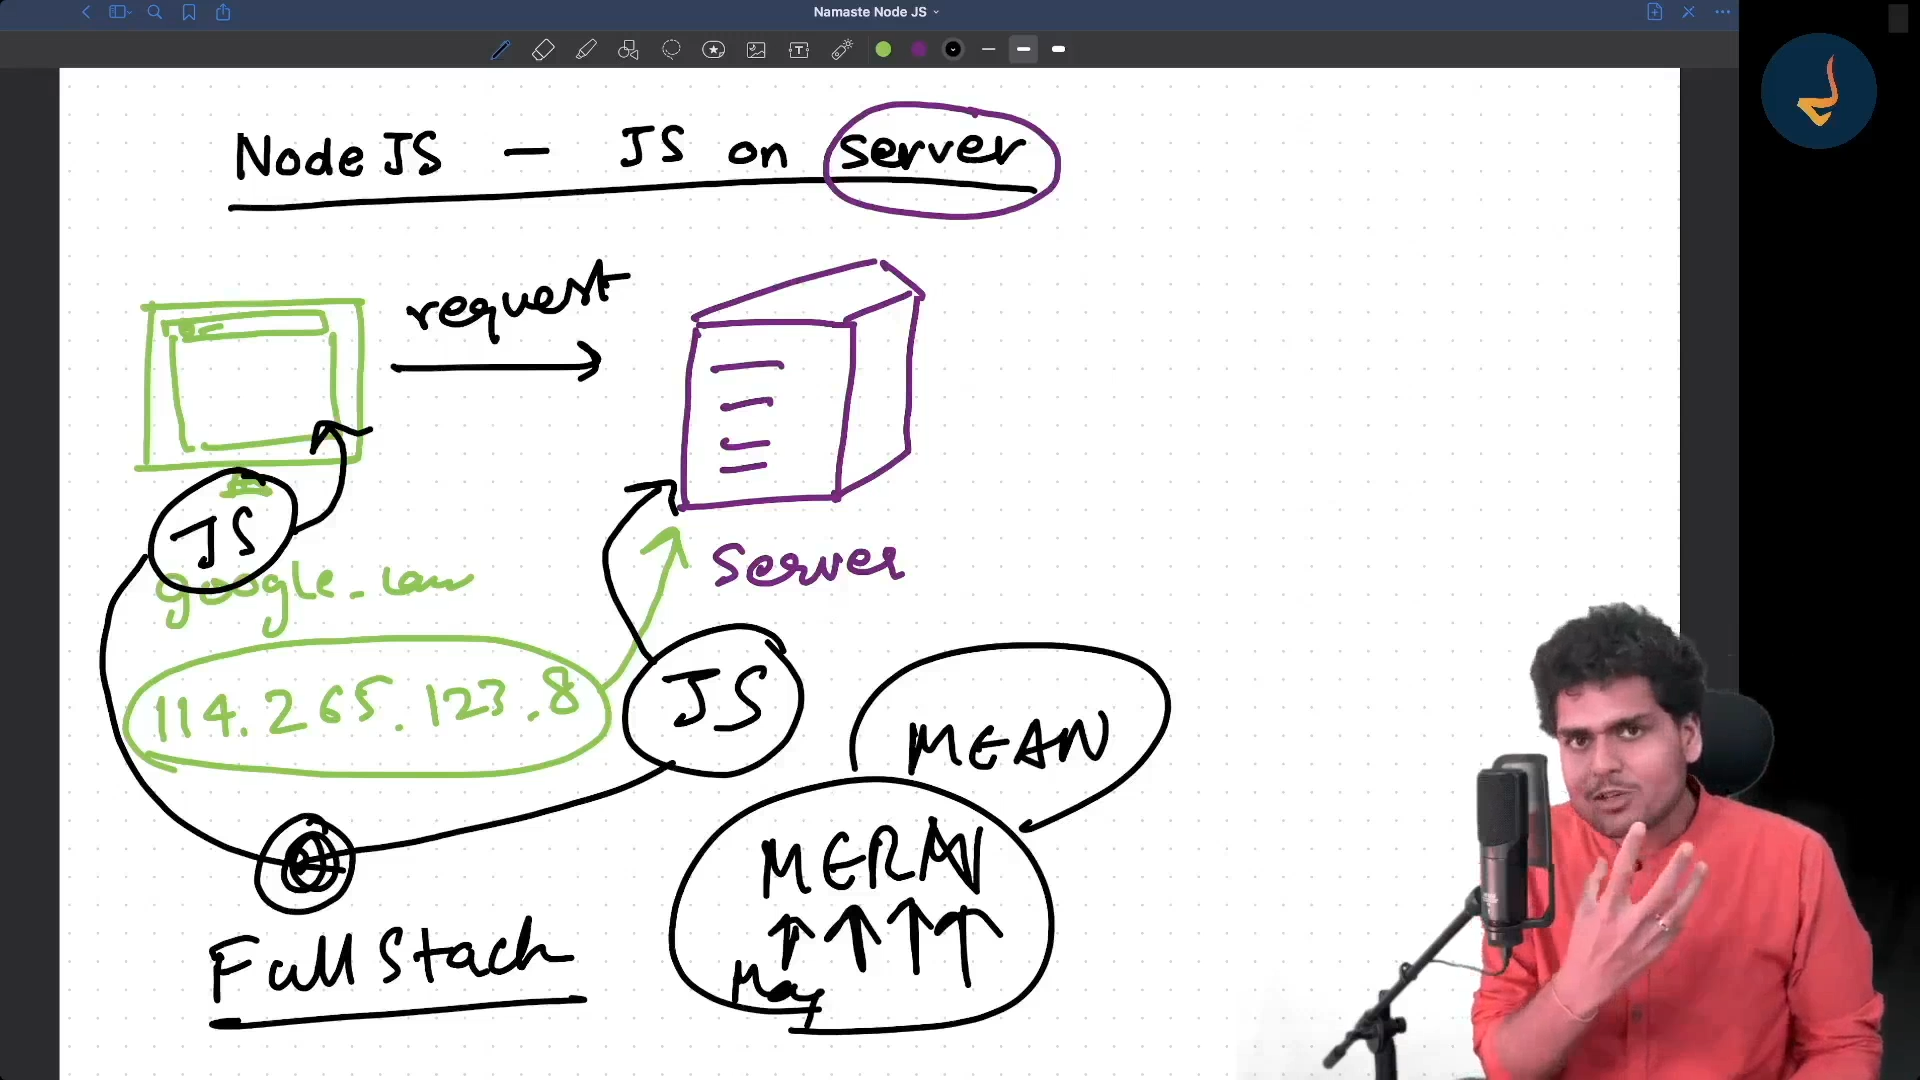 Namaste Node JS
Node JS — JS on server
request
JS
google.com
Server
114.265.123.8
JS
MEAN
MERN
Full Stack